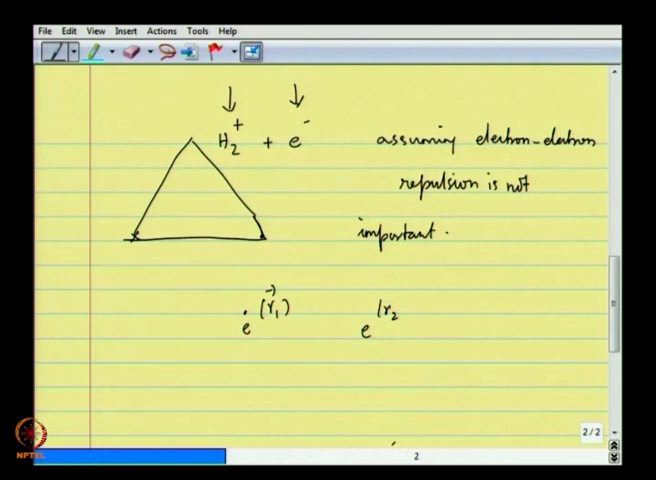 File Edit View Insert Actions Tools Help
H₂⁺ + e⁻ assuming electron-electron
repulsion is not
important.
e (r₁) e (r₂
2/2
2
NPTEL